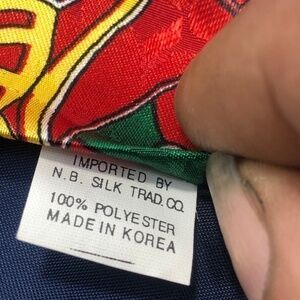 IMPORTED BY
N.B. SILK TRAD.CO.
100% POLYESTER
MADE IN KOREA